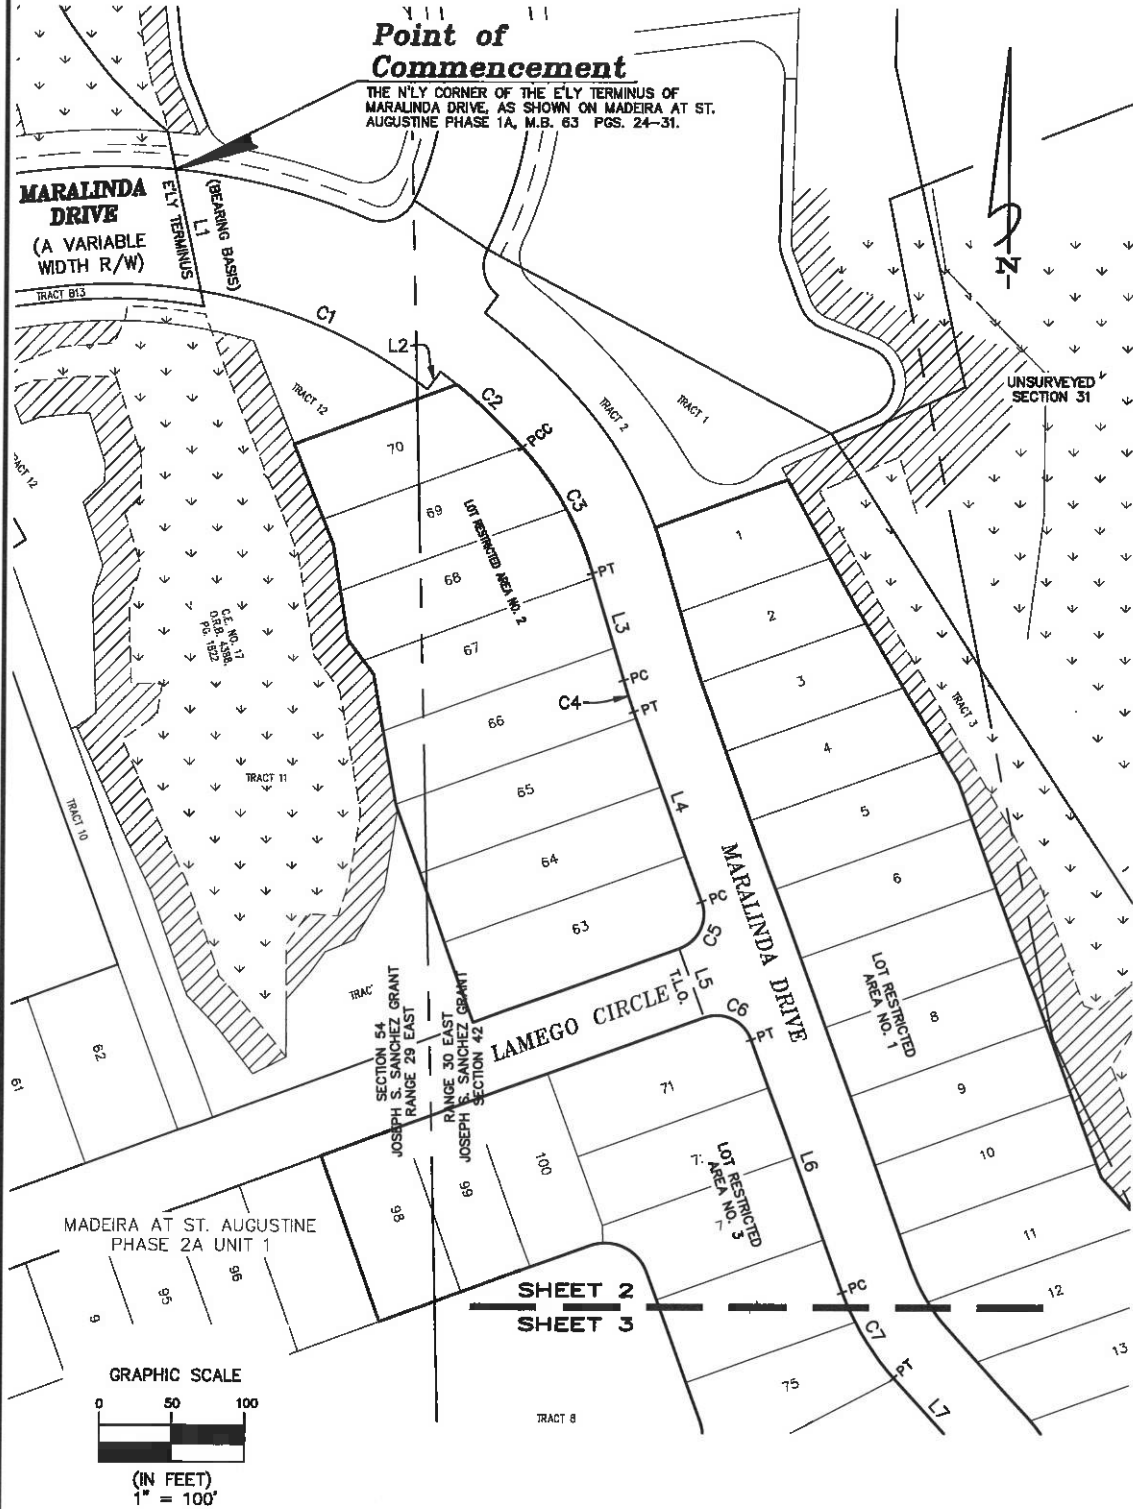 Point of
Commencement
THE N'LY CORNER OF THE E'LY TERMINUS OF
MARALINDA DRIVE, AS SHOWN ON MADEIRA AT ST.
AUGUSTINE PHASE 1A, M.B. 63 PGS. 24-31.
MARALINDA
DRIVE
(A VARIABLE
WIDTH R/W)
E'LY TERMINUS
L1
(BEARING BASIS)
TRACT B13
C1
L2
C2
PCC
N
UNSURVEYED
SECTION 31
TRACT 12
TRACT 2
TRACT 1
70
69
C3
LOT RESTRICTED AREA NO. 2
68
PT
1
2
L3
67
PC
C4
PT
3
66
TRACT 3
C.E. NO. 17
O.R.B. 4388,
PG. 1822
4
TRACT 11
65
L4
5
TRACT 10
64
MARALINDA DRIVE
6
PC
63
C5
LOT RESTRICTED
AREA NO. 1
L5
T.L.O.
LAMEGO CIRCLE
C6
PT
8
SECTION 54
JOSEPH S. SANCHEZ GRANT
RANGE 29 EAST
RANGE 30 EAST
JOSEPH S. SANCHEZ GRANT
SECTION 42
62
61
71
9
100
99
98
L6
10
LOT RESTRICTED
AREA NO. 3
MADEIRA AT ST. AUGUSTINE
PHASE 2A UNIT 1
11
96
95
9
PC
12
SHEET 2
SHEET 3
C7
13
PT
75
L7
TRACT 8
GRAPHIC SCALE
0 50 100
(IN FEET)
1" = 100'